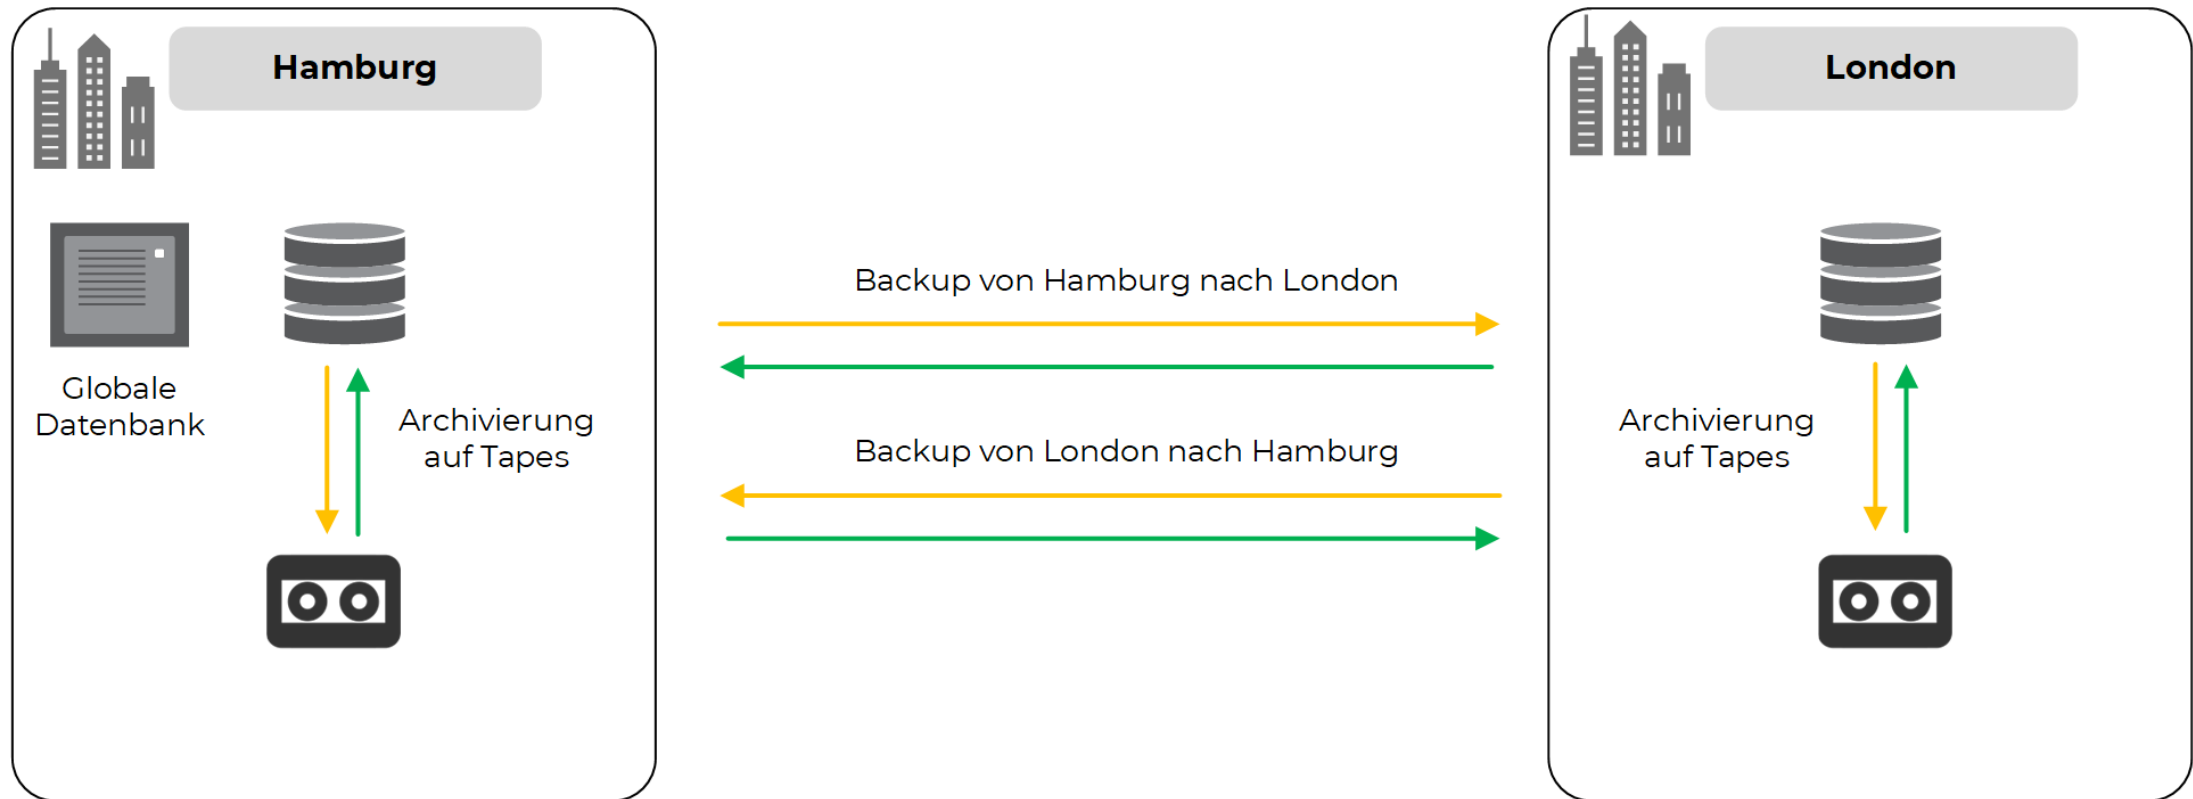 Hamburg
London
Backup von Hamburg nach London
Globale
Datenbank
Archivierung
auf Tapes
Backup von London nach Hamburg
Archivierung
auf Tapes